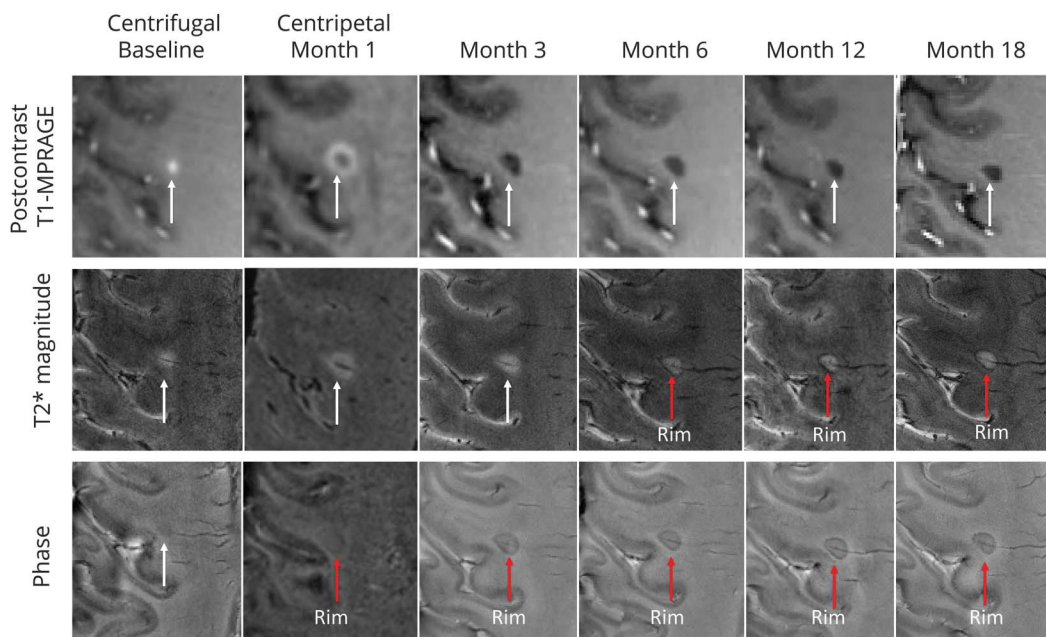 Centrifugal
Baseline
Centripetal
Month 1
Month 3
Month 6
Month 12
Month 18
Postcontrast
T1-MPRAGE
T2* magnitude
Rim
Rim
Rim
Phase
Rim
Rim
Rim
Rim
Rim